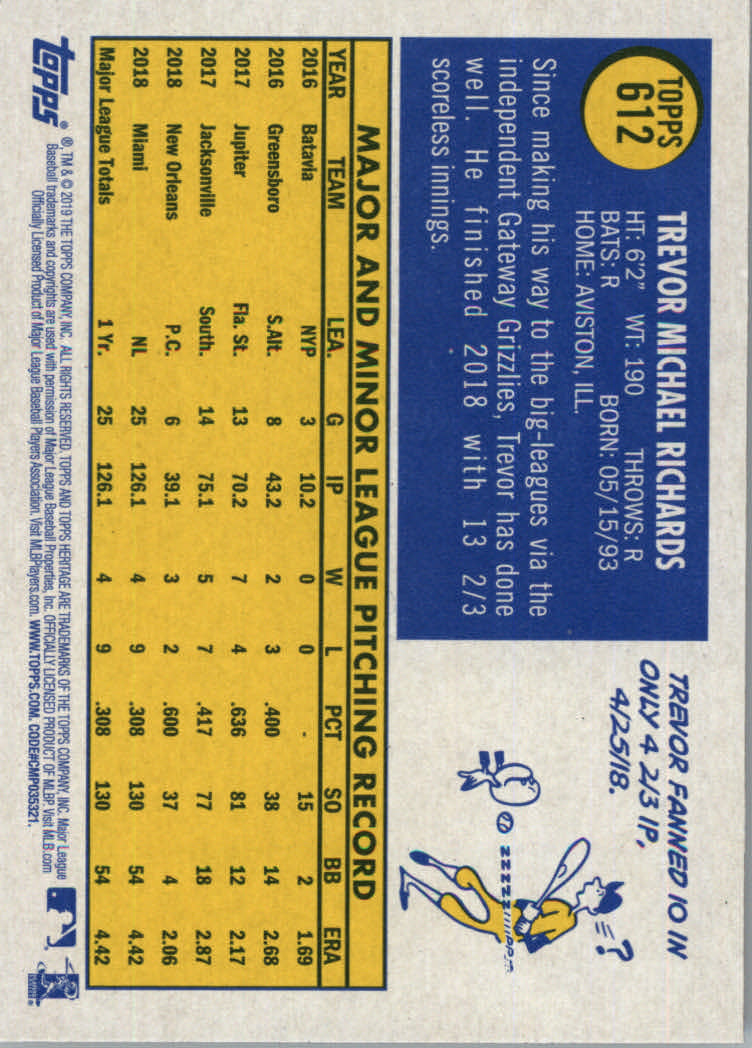 TOPPS
612
TREVOR MICHAEL RICHARDS
HT: 6'2" WT: 190 THROWS: R
BATS: R BORN: 05/15/93
HOME: AVISTON, ILL.
Since making his way to the big-leagues via the
independent Gateway Grizzlies, Trevor has done
well. He finished 2018 with 13 2/3
scoreless innings.
TREVOR FANNED 10 IN
ONLY 4 2/3 IP,
4/25/18.
?
ZZZZZ
MAJOR AND MINOR LEAGUE PITCHING RECORD
YEAR TEAM LEA. G IP W L PCT SO BB ERA
2016 Batavia NYP 3 10.2 0 0 - 15 2 1.69
2016 Greensboro S.Alt. 8 43.2 2 3 .400 38 14 2.68
2017 Jupiter Fla. St. 13 70.2 7 4 .636 81 12 2.17
2017 Jacksonville South. 14 75.1 5 7 .417 77 18 2.87
2018 New Orleans P.C. 6 39.1 3 2 .600 37 4 2.06
2018 Miami NL 25 126.1 4 9 .308 130 54 4.42
Major League Totals 1 Yr. 25 126.1 4 9 .308 130 54 4.42
topps®
®, TM & © 2019 THE TOPPS COMPANY, INC. ALL RIGHTS RESERVED. TOPPS AND TOPPS HERITAGE ARE TRADEMARKS OF THE TOPPS COMPANY, INC. Major League
Baseball trademarks and copyrights are used with permission of Major League Baseball Properties, Inc. OFFICIALLY LICENSED PRODUCT OF MLBP. Visit MLB.com
Officially Licensed Product of Major League Baseball Players Association. Visit MLBPlayers.com. WWW.TOPPS.COM. CODE#CMP035321.